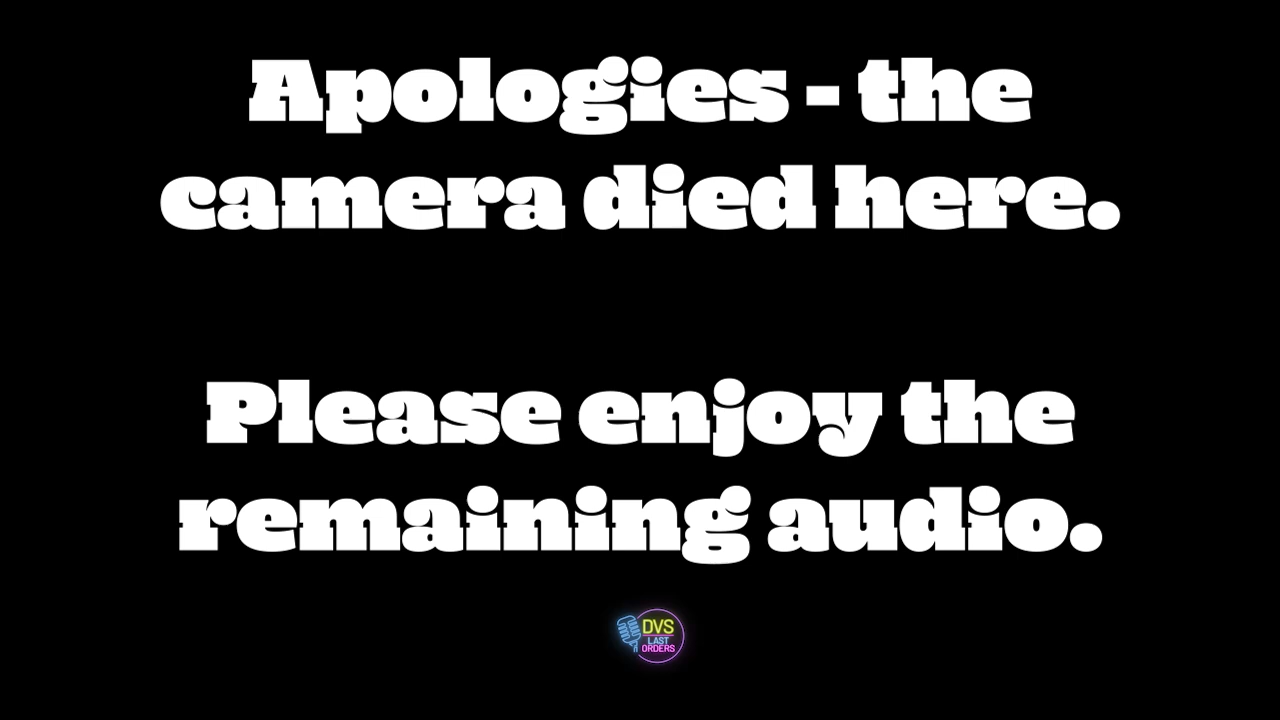 Apologies - the
camera died here.
Please enjoy the
remaining audio.
DVS
LAST
ORDERS